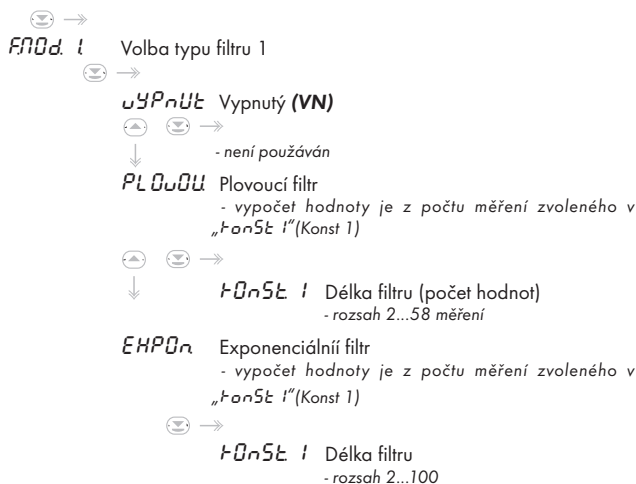 F.MOd. 1 Volba typu filtru 1
vYPnUt Vypnutý (VN)
- není používán
PLOvOU. Plovoucí filtr
- vypočet hodnoty je z počtu měření zvoleného v
„konSt 1"(Konst 1)
kOnSt. 1 Délka filtru (počet hodnot)
- rozsah 2...58 měření
EXPOn. Exponenciálníí filtr
- vypočet hodnoty je z počtu měření zvoleného v
„konSt 1"(Konst 1)
kOnSt. 1 Délka filtru
- rozsah 2...100